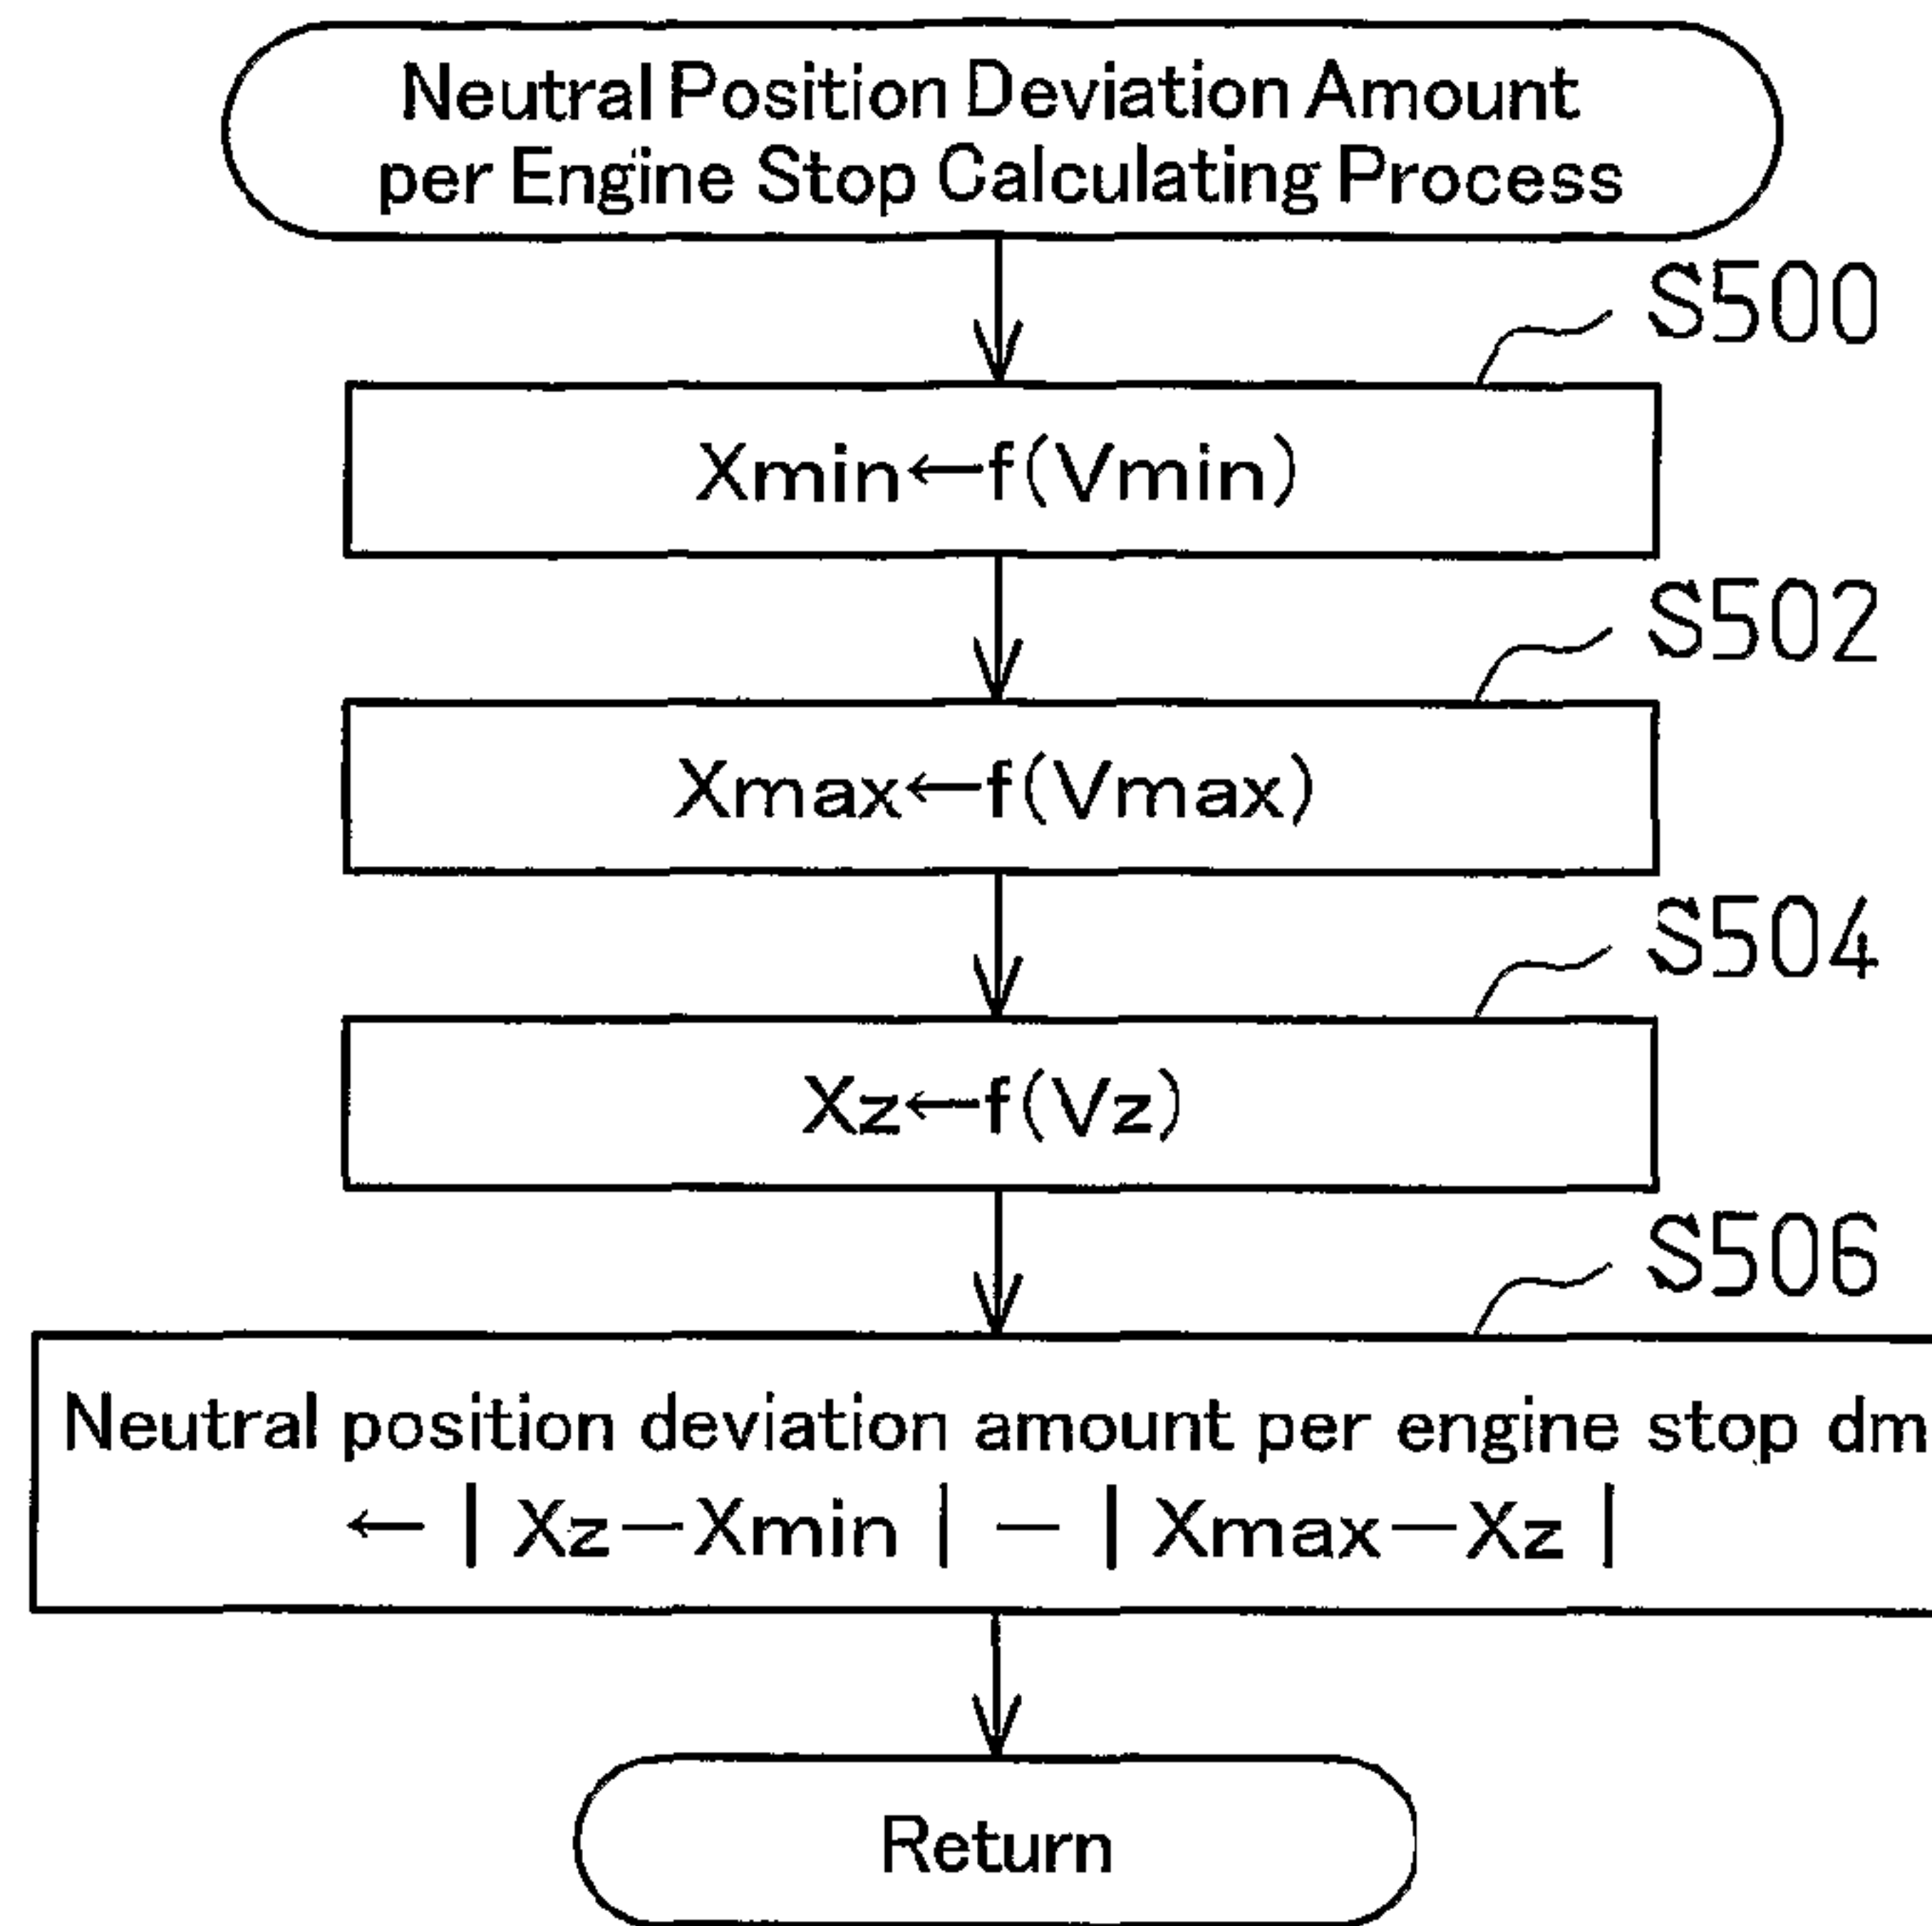 Neutral Position Deviation Amount
per Engine Stop Calculating Process
S500
Xmin←f(Vmin)
S502
Xmax←f(Vmax)
S504
Xz←f(Vz)
S506
Neutral position deviation amount per engine stop dm
←|Xz−Xmin|−|Xmax−Xz|
Return